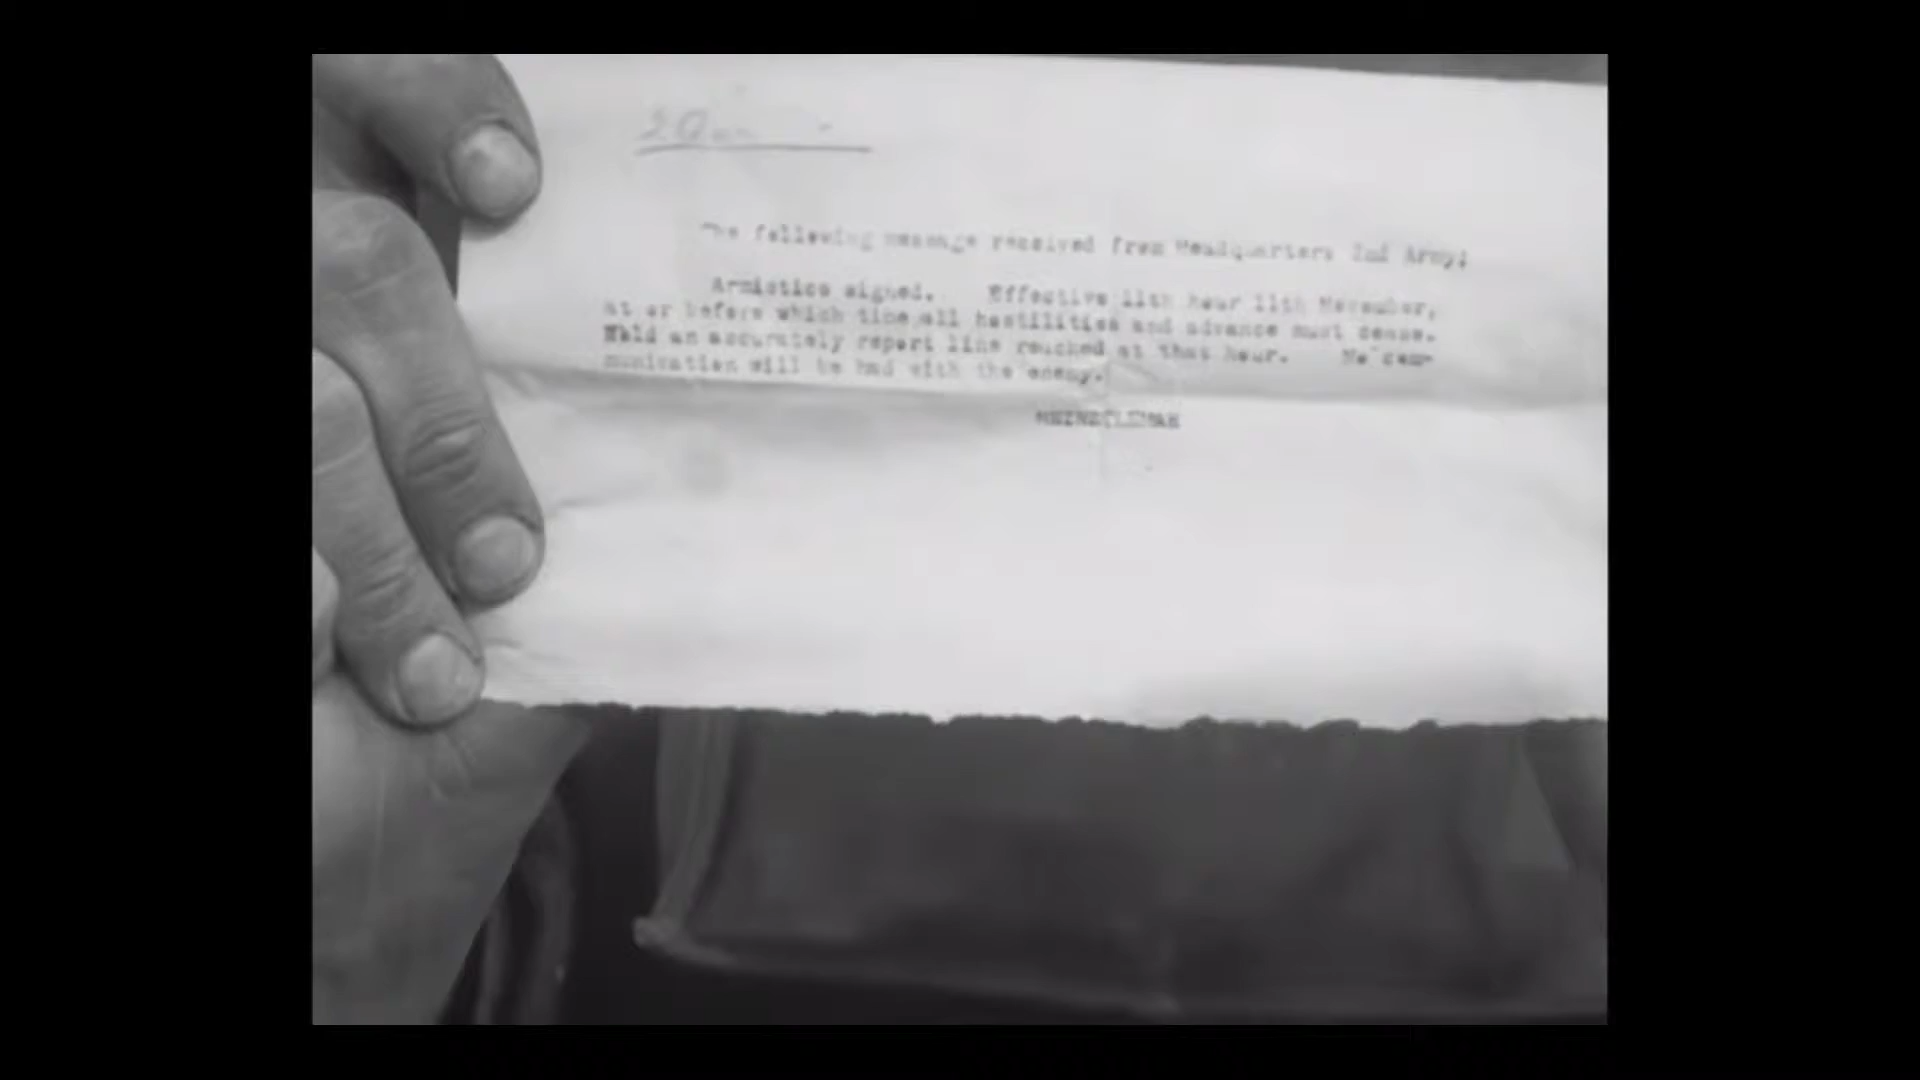 The following message received from Headquarters 2nd Army:
Armistice signed. Effective 11th hour 11th November,
at or before which time all hostilities and advance must cease.
Hold an accurately report line reached at that hour. No com-
munication will be had with the enemy.